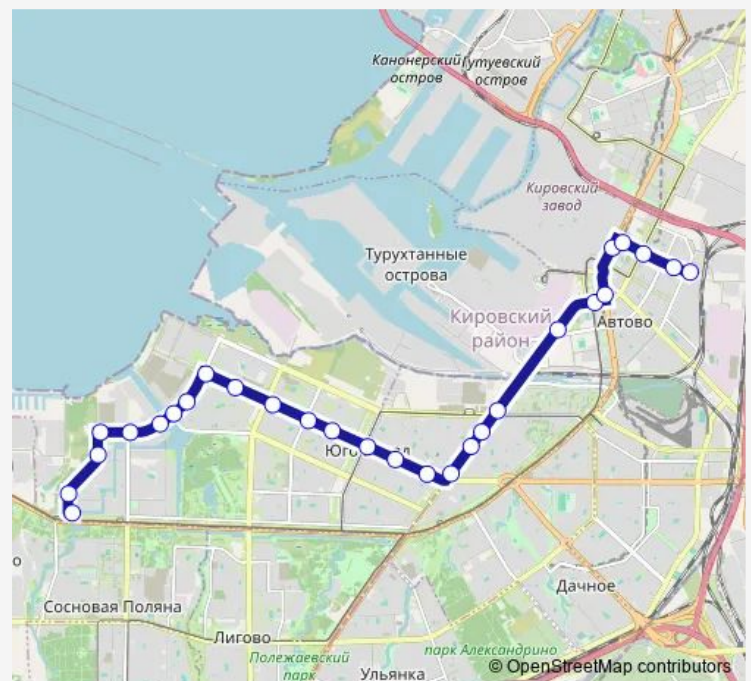 Канонерский
остров
Гутуевский
остров
Кировский
завод
Турухтанные
острова
Кировский
район
Автово
Дачное
Сосновая Поляна
Лигово
Полежаевский
парк
парк Александрино
Ульянка
© OpenStreetMap contributors